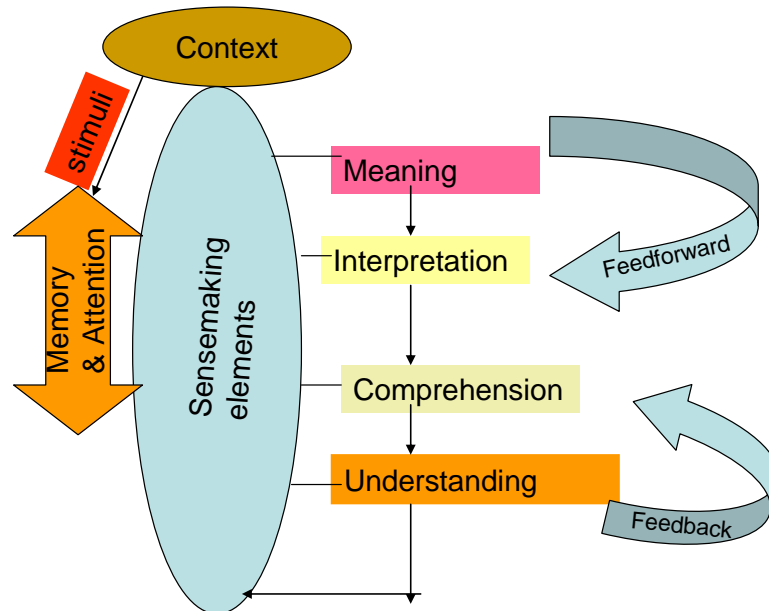 Context
stimuli
Memory
& Attention
Sensemaking
elements
Meaning
Interpretation
Comprehension
Understanding
Feedforward
Feedback